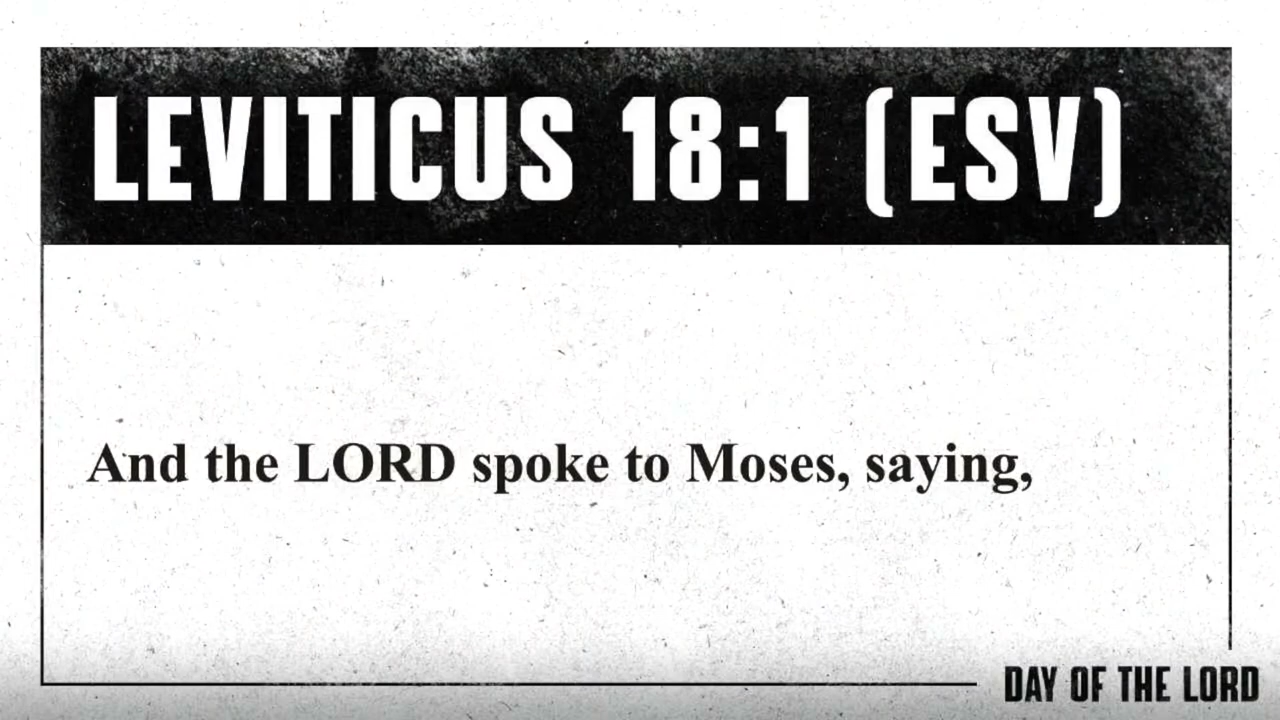 LEVITICUS 18:1 (ESV)
And the LORD spoke to Moses, saying,
DAY OF THE LORD